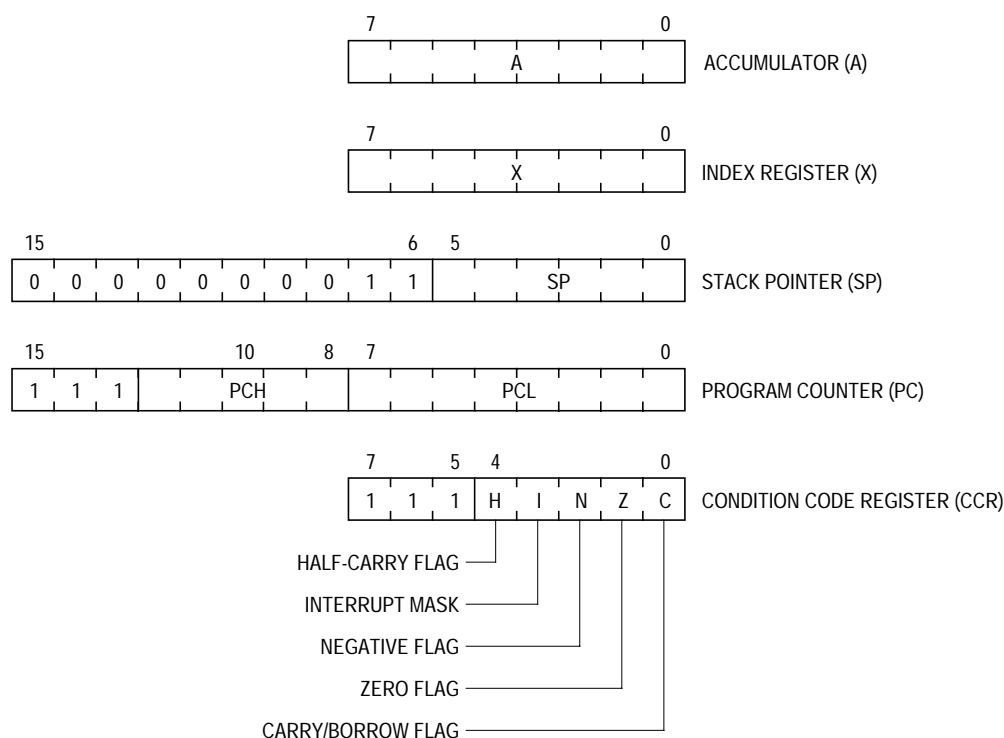 7 0
A ACCUMULATOR (A)
7 0
X INDEX REGISTER (X)
15 6 5 0
0 0 0 0 0 0 0 0 1 1 SP STACK POINTER (SP)
15 10 8 7 0
1 1 1 PCH PCL PROGRAM COUNTER (PC)
7 5 4 0
1 1 1 H I N Z C CONDITION CODE REGISTER (CCR)
HALF-CARRY FLAG
INTERRUPT MASK
NEGATIVE FLAG
ZERO FLAG
CARRY/BORROW FLAG